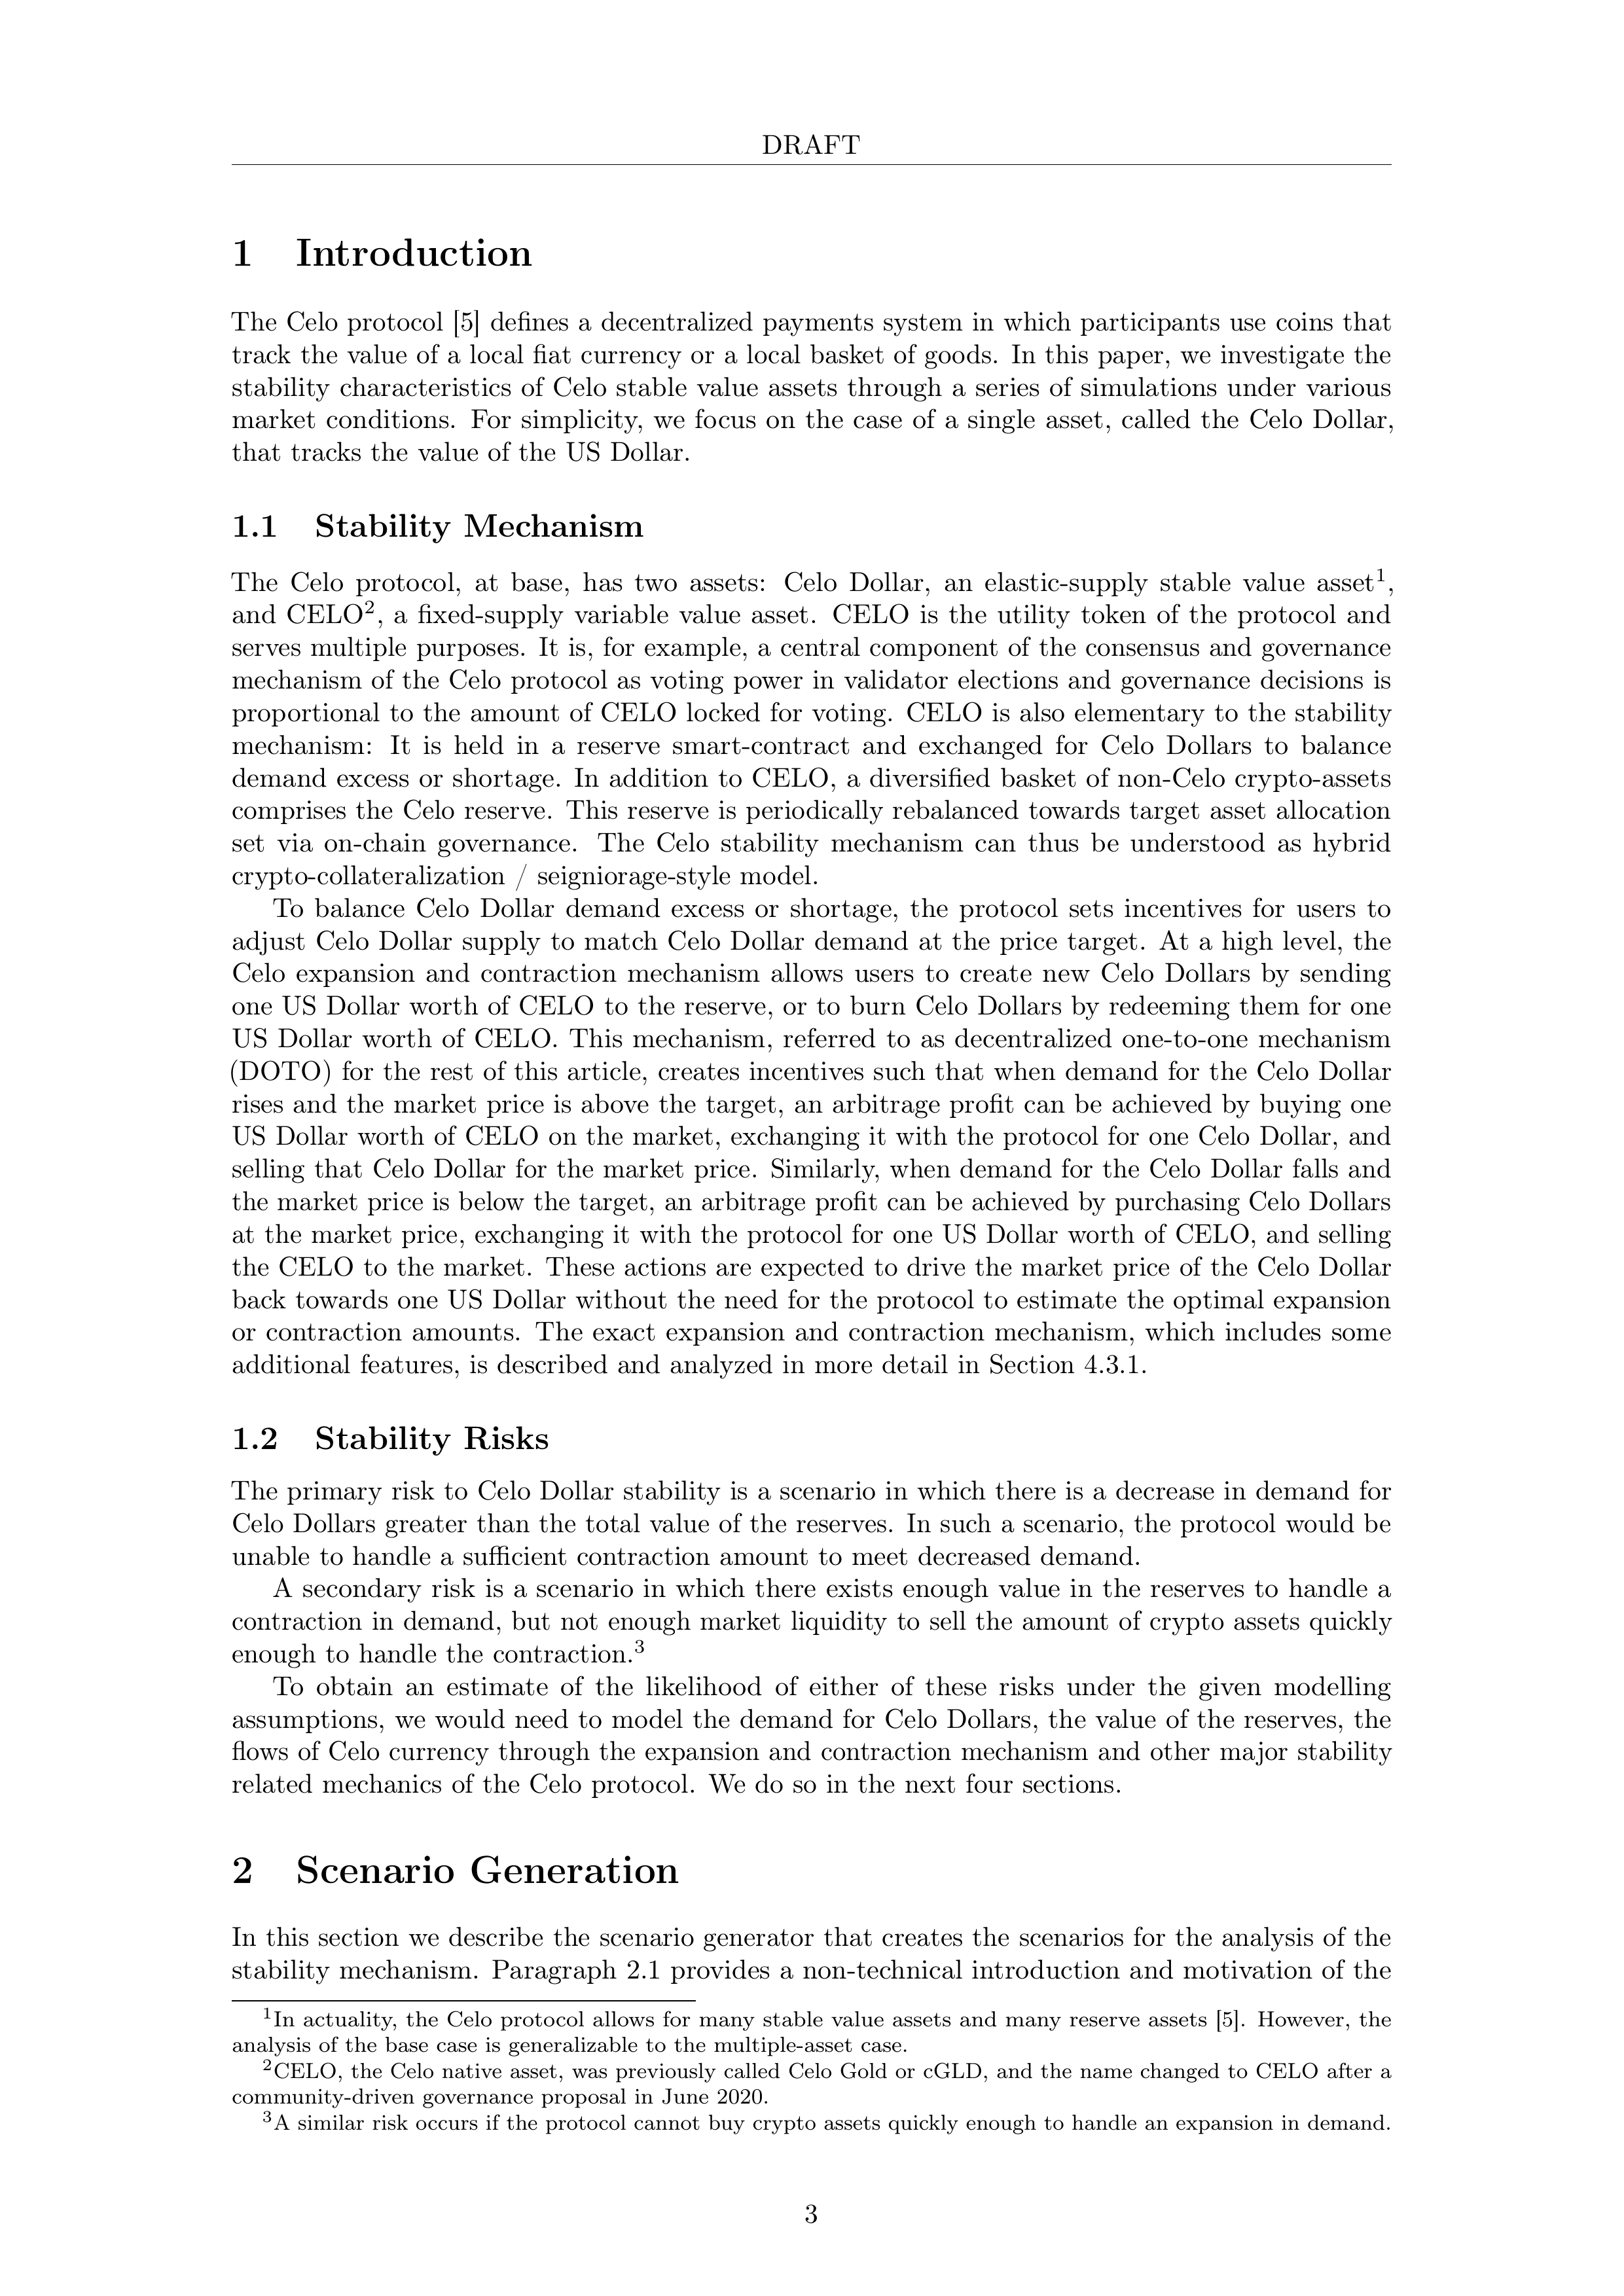 DRAFT
1 Introduction
The Celo protocol [5] defines a decentralized payments system in which participants use coins that
track the value of a local fiat currency or a local basket of goods. In this paper, we investigate the
stability characteristics of Celo stable value assets through a series of simulations under various
market conditions. For simplicity, we focus on the case of a single asset, called the Celo Dollar,
that tracks the value of the US Dollar.
1.1 Stability Mechanism
The Celo protocol, at base, has two assets: Celo Dollar, an elastic-supply stable value asset¹,
and CELO², a fixed-supply variable value asset. CELO is the utility token of the protocol and
serves multiple purposes. It is, for example, a central component of the consensus and governance
mechanism of the Celo protocol as voting power in validator elections and governance decisions is
proportional to the amount of CELO locked for voting. CELO is also elementary to the stability
mechanism: It is held in a reserve smart-contract and exchanged for Celo Dollars to balance
demand excess or shortage. In addition to CELO, a diversified basket of non-Celo crypto-assets
comprises the Celo reserve. This reserve is periodically rebalanced towards target asset allocation
set via on-chain governance. The Celo stability mechanism can thus be understood as hybrid
crypto-collateralization / seigniorage-style model.
To balance Celo Dollar demand excess or shortage, the protocol sets incentives for users to
adjust Celo Dollar supply to match Celo Dollar demand at the price target. At a high level, the
Celo expansion and contraction mechanism allows users to create new Celo Dollars by sending
one US Dollar worth of CELO to the reserve, or to burn Celo Dollars by redeeming them for one
US Dollar worth of CELO. This mechanism, referred to as decentralized one-to-one mechanism
(DOTO) for the rest of this article, creates incentives such that when demand for the Celo Dollar
rises and the market price is above the target, an arbitrage profit can be achieved by buying one
US Dollar worth of CELO on the market, exchanging it with the protocol for one Celo Dollar, and
selling that Celo Dollar for the market price. Similarly, when demand for the Celo Dollar falls and
the market price is below the target, an arbitrage profit can be achieved by purchasing Celo Dollars
at the market price, exchanging it with the protocol for one US Dollar worth of CELO, and selling
the CELO to the market. These actions are expected to drive the market price of the Celo Dollar
back towards one US Dollar without the need for the protocol to estimate the optimal expansion
or contraction amounts. The exact expansion and contraction mechanism, which includes some
additional features, is described and analyzed in more detail in Section 4.3.1.
1.2 Stability Risks
The primary risk to Celo Dollar stability is a scenario in which there is a decrease in demand for
Celo Dollars greater than the total value of the reserves. In such a scenario, the protocol would be
unable to handle a sufficient contraction amount to meet decreased demand.
A secondary risk is a scenario in which there exists enough value in the reserves to handle a
contraction in demand, but not enough market liquidity to sell the amount of crypto assets quickly
enough to handle the contraction.³
To obtain an estimate of the likelihood of either of these risks under the given modelling
assumptions, we would need to model the demand for Celo Dollars, the value of the reserves, the
flows of Celo currency through the expansion and contraction mechanism and other major stability
related mechanics of the Celo protocol. We do so in the next four sections.
2 Scenario Generation
In this section we describe the scenario generator that creates the scenarios for the analysis of the
stability mechanism. Paragraph 2.1 provides a non-technical introduction and motivation of the
¹In actuality, the Celo protocol allows for many stable value assets and many reserve assets [5]. However, the
analysis of the base case is generalizable to the multiple-asset case.
²CELO, the Celo native asset, was previously called Celo Gold or cGLD, and the name changed to CELO after a
community-driven governance proposal in June 2020.
³A similar risk occurs if the protocol cannot buy crypto assets quickly enough to handle an expansion in demand.
3